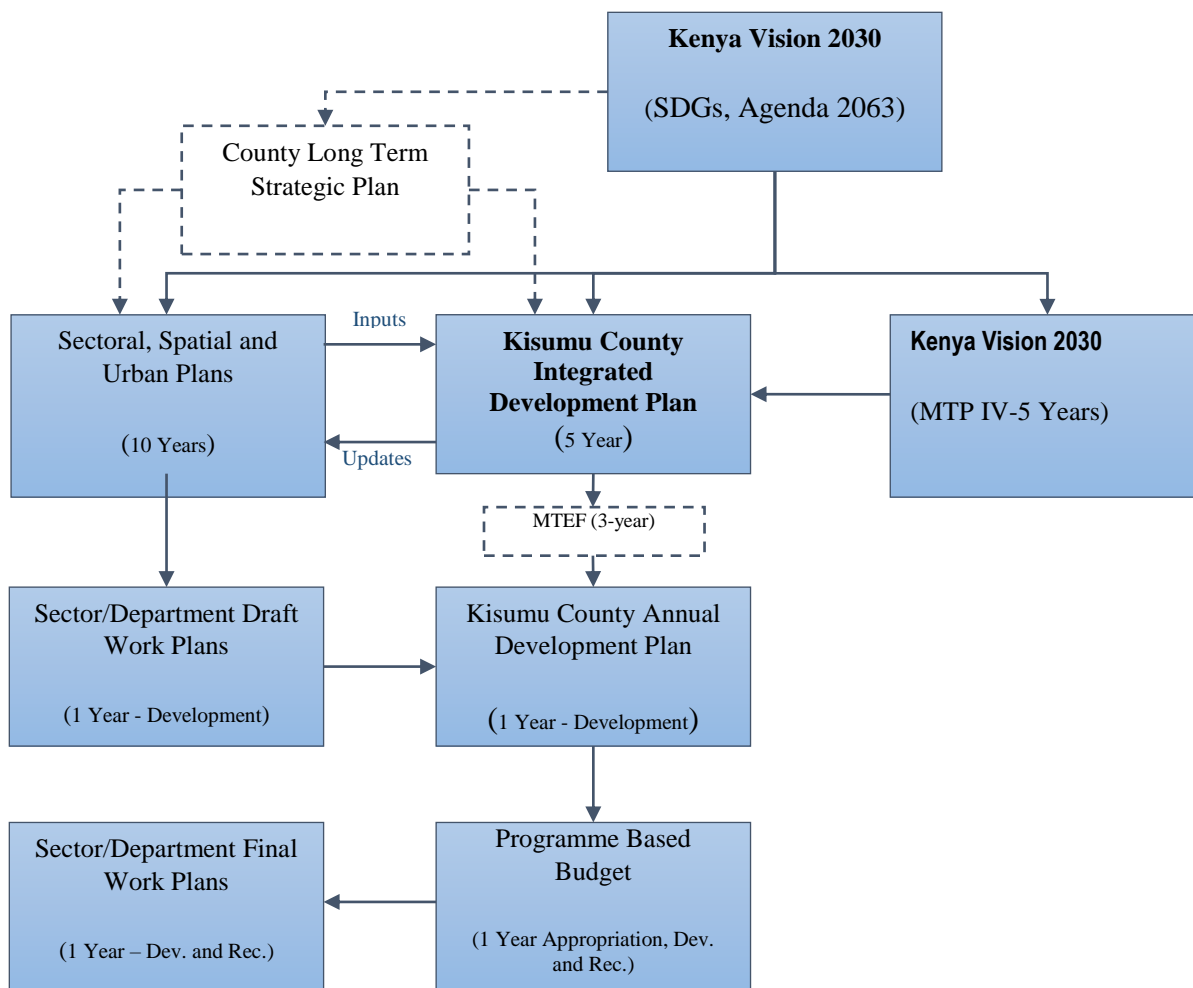 Kenya Vision 2030
(SDGs, Agenda 2063)
County Long Term
Strategic Plan
Sectoral, Spatial and
Urban Plans
(10 Years)
Inputs
Updates
Kisumu County
Integrated
Development Plan
(5 Year)
Kenya Vision 2030
(MTP IV-5 Years)
MTEF (3-year)
Sector/Department Draft
Work Plans
(1 Year - Development)
Kisumu County Annual
Development Plan
(1 Year - Development)
Sector/Department Final
Work Plans
(1 Year – Dev. and Rec.)
Programme Based
Budget
(1 Year Appropriation, Dev.
and Rec.)